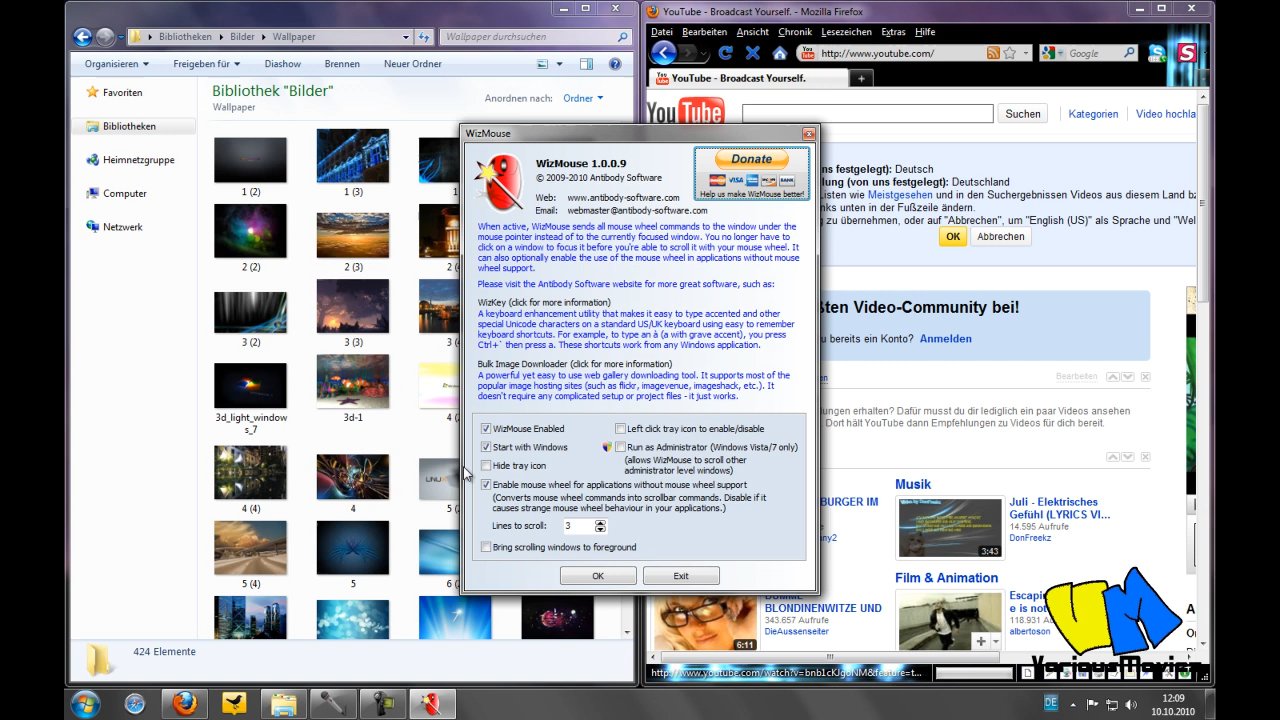 Bibliotheken
Bilder
Wallpaper
Wallpaper durchsuchen
Organisieren
Freigeben für
Diashow
Brennen
Neuer Ordner
Favoriten
Bibliotheken
Heimnetzgruppe
Computer
Netzwerk
Bibliothek "Bilder"
Wallpaper
Anordnen nach: Ordner
1 (2)
1 (3)
2 (2)
2 (3)
3 (2)
3 (3)
3d_light_window
s_7
3d-1
4 (4)
4
5 (4)
5
424 Elemente
YouTube - Broadcast Yourself. - Mozilla Firefox
Datei Bearbeiten Ansicht Chronik Lesezeichen Extras Hilfe
http://www.youtube.com/
Google
YouTube - Broadcast Yourself.
YouTube
Suchen
Kategorien
Video hochla
von uns festgelegt): Deutsch
lung (von uns festgelegt): Deutschland
Listen wie Meistgesehen und in den Suchergebnissen Videos aus diesem Land bz
nks unten in der Fußzeile ändern.
zu übernehmen, oder auf "Abbrechen", um "English (US)" als Sprache und "Wel
OK
Abbrechen
ßten Video-Community bei!
u bereits ein Konto? Anmelden
Bearbeiten
lungen erhalten? Dafür musst du dir lediglich ein paar Videos ansehen
Dort hält YouTube dann Empfehlungen zu Videos für dich bereit.
BURGER IM
ny2
Musik
Juli - Elektrisches
Gefühl (LYRICS VI...
14.595 Aufrufe
DonFreekz
3:43
BLONDINENWITZE UND
343.657 Aufrufe
DieAussenseiter
6:11
Film & Animation
Escapin
e is not
118.931 A
albertoson
http://www.youtube.com/watch?v=bnb1cKJgoNM&feature=t...
WizMouse
WizMouse 1.0.0.9
© 2009-2010 Antibody Software
Web: www.antibody-software.com
Email: webmaster@antibody-software.com
Donate
VISA
BANK
Help us make WizMouse better!
When active, WizMouse sends all mouse wheel commands to the window under the
mouse pointer instead of to the currently focused window. You no longer have to
click on a window to focus it before you're able to scroll it with your mouse wheel. It
can also optionally enable the use of the mouse wheel in applications without mouse
wheel support.
Please visit the Antibody Software website for more great software, such as:
WizKey (click for more information)
A keyboard enhancement utility that makes it easy to type accented and other
special Unicode characters on a standard US/UK keyboard using easy to remember
keyboard shortcuts. For example, to type an à (a with grave accent), you press
Ctrl+` then press a. These shortcuts work from any Windows application.
Bulk Image Downloader (click for more information)
A powerful yet easy to use web gallery downloading tool. It supports most of the
popular image hosting sites (such as flickr, imagevenue, imageshack, etc.). It
doesn't require any complicated setup or project files - it just works.
WizMouse Enabled
Left click tray icon to enable/disable
Start with Windows
Run as Administrator (Windows Vista/7 only)
(allows WizMouse to scroll other
administrator level windows)
Hide tray icon
Enable mouse wheel for applications without mouse wheel support
(Converts mouse wheel commands into scrollbar commands. Disable if it
causes strange mouse wheel behaviour in your applications.)
Lines to scroll: 3
Bring scrolling windows to foreground
OK
Exit
VM
VariousMovies
DE
12:09
10.10.2010